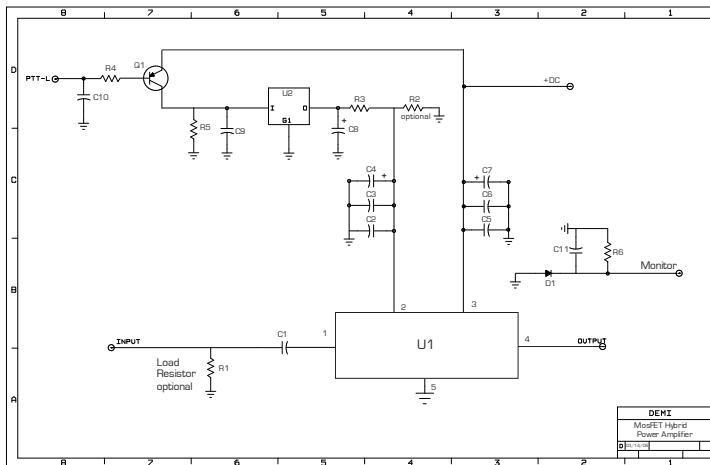 8 7 6 5 4 3 2 1
D
C
B
A
D
C
B
A
PTT-L
R4
Q1
C10
R5
C9
U2
I O
G1
C8
+
R3
R2
optional
+DC
C4
+
C3
C2
+
C7
C6
C5
C11
R6
D1
Monitor
2
3
INPUT
C1
1
U1
4
OUTPUT
5
Load
Resistor
optional
R1
DEMI
MosFET Hybrid
Power Amplifier
D
8 7 6 5 4 3 2 1